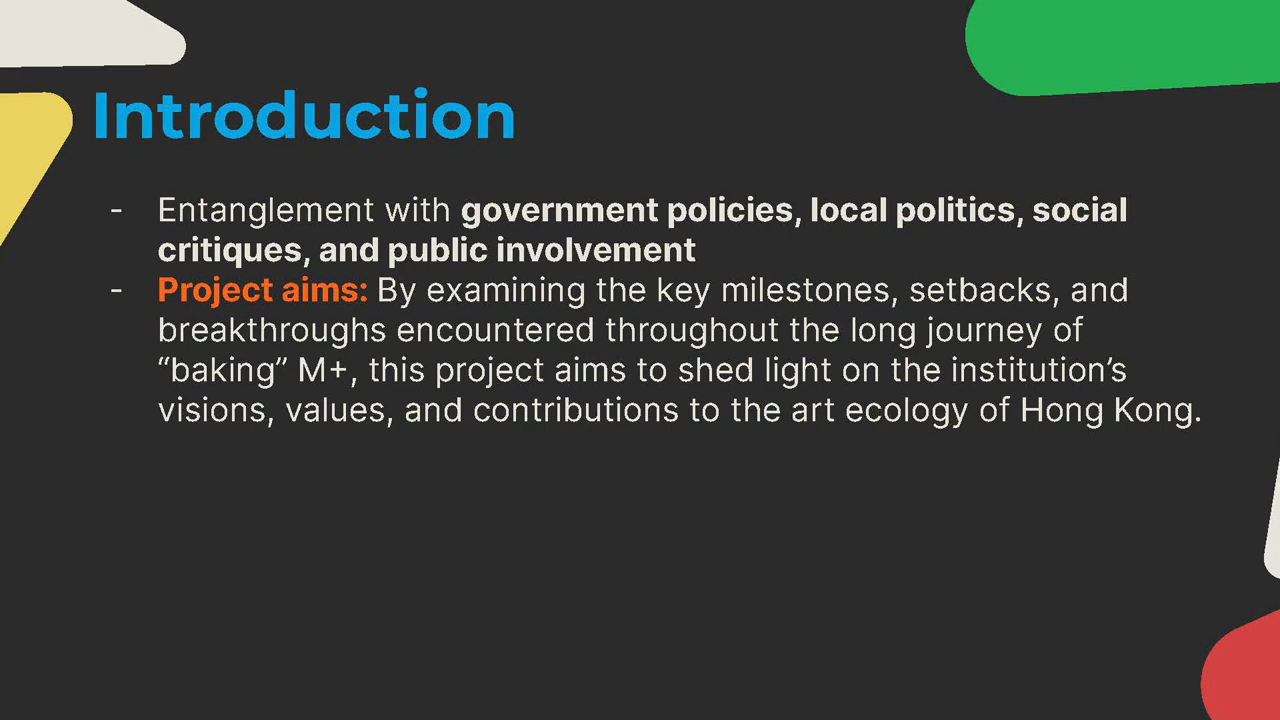 Introduction
- Entanglement with government policies, local politics, social
critiques, and public involvement
- Project aims: By examining the key milestones, setbacks, and
breakthroughs encountered throughout the long journey of
“baking” M+, this project aims to shed light on the institution’s
visions, values, and contributions to the art ecology of Hong Kong.